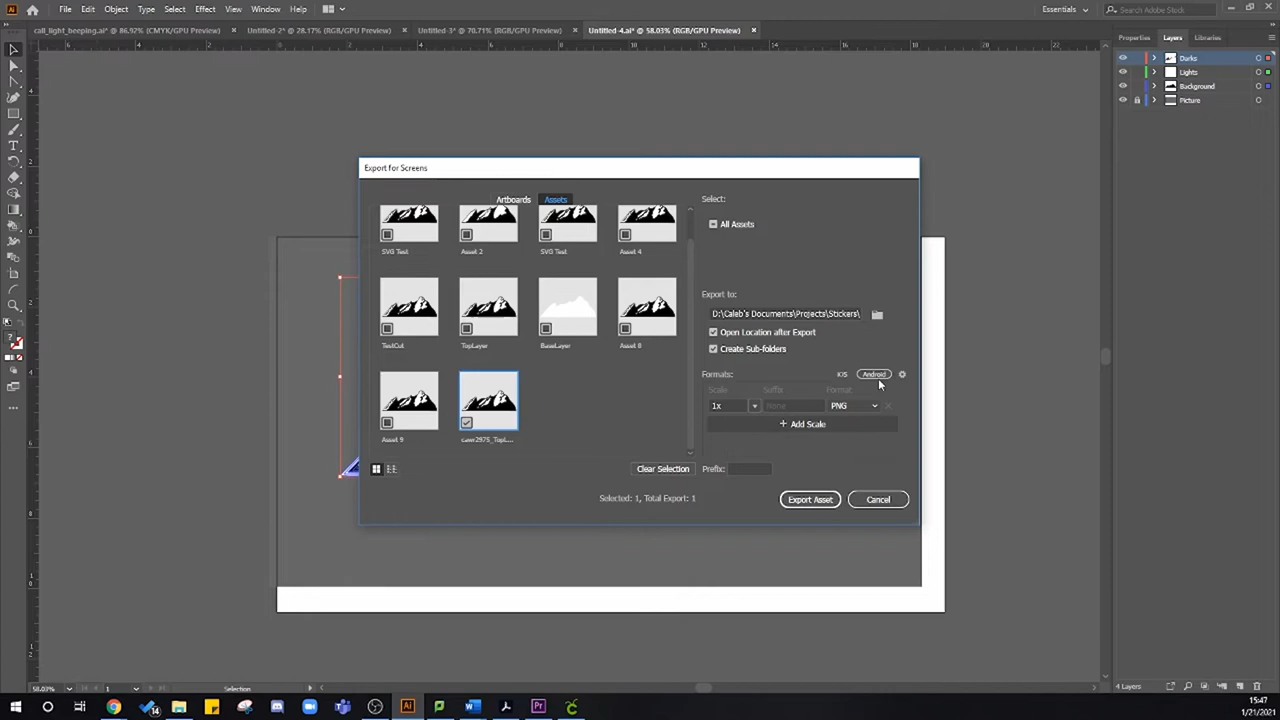 File Edit Object Type Select Effect View Window Help
Essentials
Search Adobe Stock
call_light_beeping.ai* @ 86.92% (CMYK/GPU Preview) × Untitled-2* @ 28.17% (RGB/GPU Preview) × Untitled-3* @ 70.71% (RGB/GPU Preview) × Untitled-4.ai* @ 58.03% (RGB/GPU Preview) ×
Properties Layers Libraries
Darks
Lights
Background
Picture
Export for Screens
Artboards Assets
Select:
All Assets
SVG Test Asset 2 SVG Test Asset 4
Export to:
D:\Caleb's Documents\Projects\Stickers\
Open Location after Export
TestCut TopLayer BaseLayer Asset 8
Create Sub-folders
Formats: iOS Android
Scale Suffix Format
1x None PNG
+ Add Scale
Asset 9
Clear Selection Prefix:
Selected: 1, Total Export: 1
Export Asset Cancel
58.03% 1 Selection
4 Layers
15:47
1/21/2021